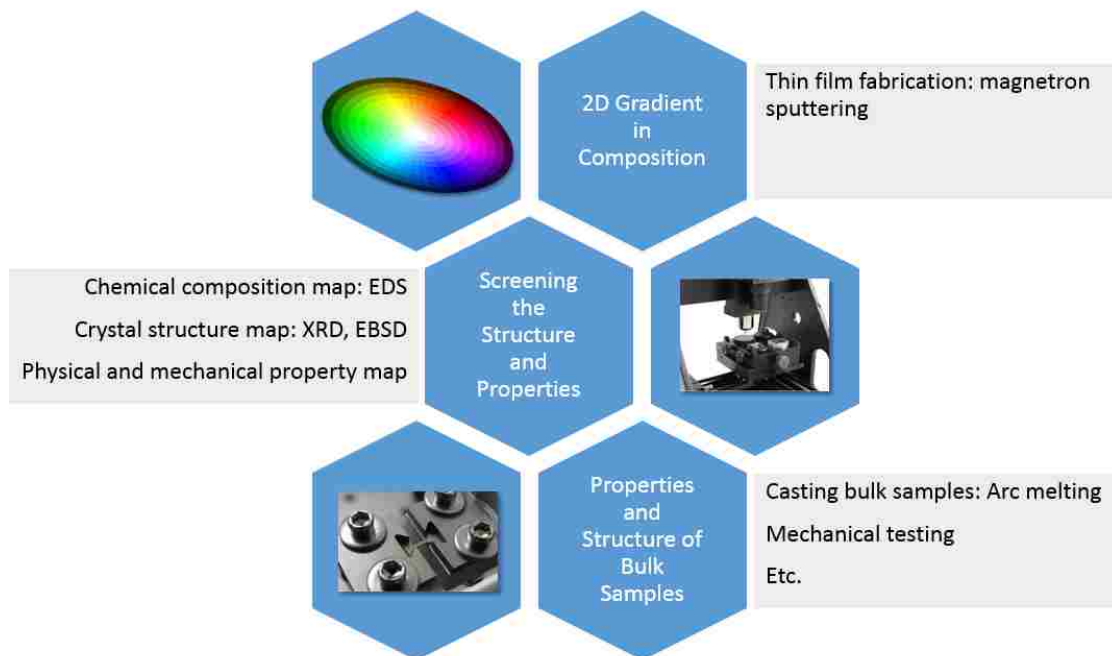 2D Gradient
in
Composition
Thin film fabrication: magnetron
sputtering
Chemical composition map: EDS
Crystal structure map: XRD, EBSD
Physical and mechanical property map
Screening
the
Structure
and
Properties
Properties
and
Structure of
Bulk
Samples
Casting bulk samples: Arc melting
Mechanical testing
Etc.